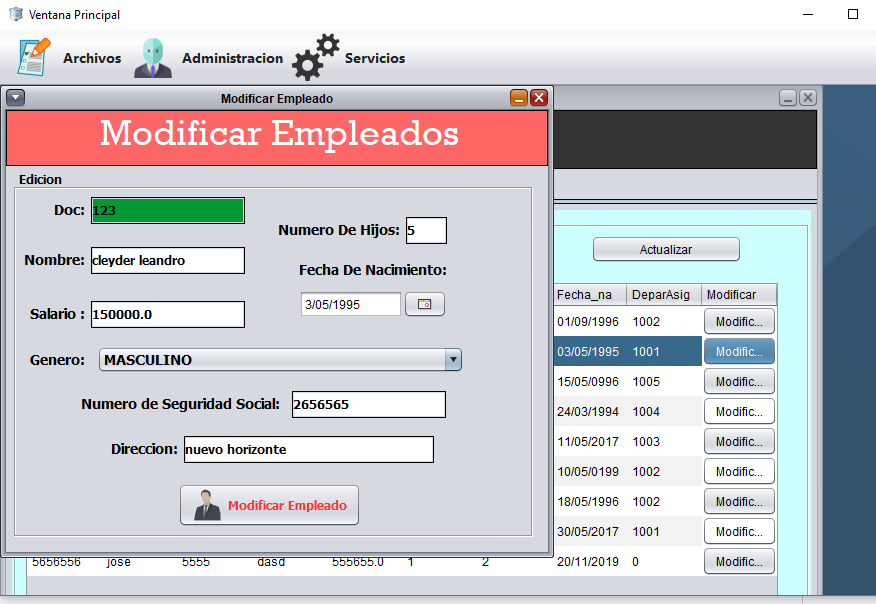 Ventana Principal
Archivos Administracion Servicios
Modificar Empleado
Modificar Empleados
Edicion
Doc: 123
Numero De Hijos: 5
Nombre: cleyder leandro
Fecha De Nacimiento:
3/05/1995
Salario : 150000.0
Genero: MASCULINO
Numero de Seguridad Social: 2656565
Direccion: nuevo horizonte
Modificar Empleado
Actualizar
Fecha_na DeparAsig Modificar
01/09/1996 1002 Modific...
03/05/1995 1001 Modific...
15/05/0996 1005 Modific...
24/03/1994 1004 Modific...
11/05/2017 1003 Modific...
10/05/0199 1002 Modific...
18/05/1996 1002 Modific...
30/05/2017 1001 Modific...
5656556 jose 5555 dasd 555655.0 1 2 20/11/2019 0 Modific...